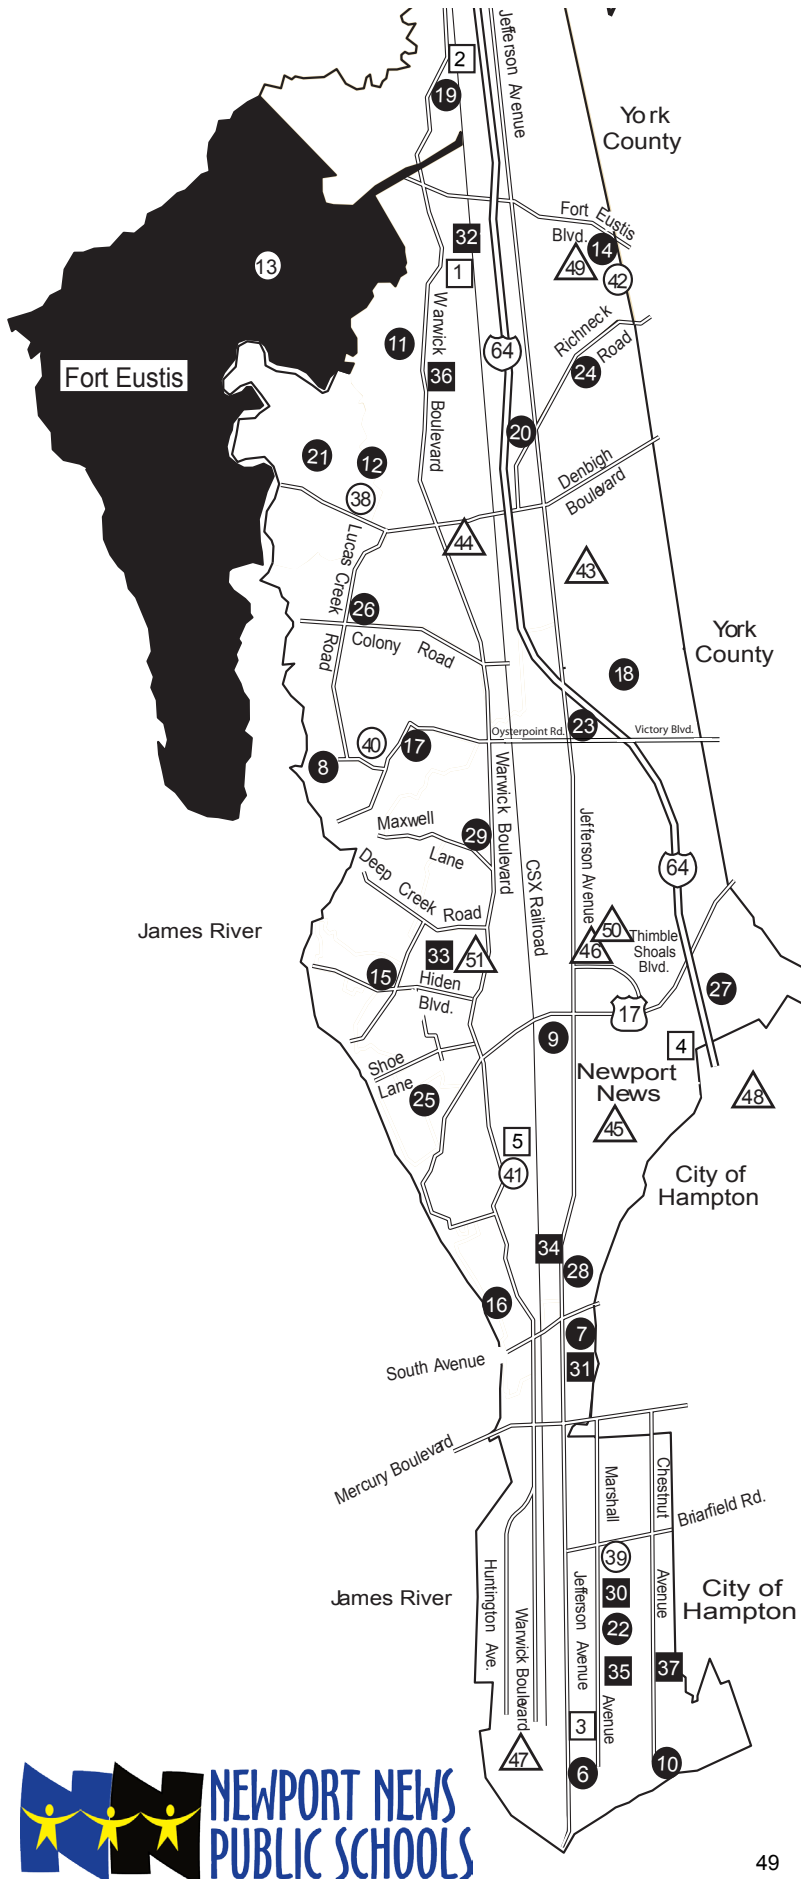 2
Jefferson Avenue
19
York
County
Fort Eustis
Blvd.
32
14
49
42
13
1
Warwick
Boulevard
11
64
Richneck
Road
36
24
Fort Eustis
20
21
12
Denbigh
Boulevard
38
44
43
Lucas Creek
Road
26
Colony Road
York
County
18
23
Oysterpoint Rd.
Victory Blvd.
40
17
8
Warwick Boulevard
Maxwell
Lane
29
Jefferson Avenue
Deep Creek Road
CSX Railroad
64
James River
50
46
Thimble
Shoals
Blvd.
33
51
15
Hiden
Blvd.
27
17
9
4
Shoe
Lane
Newport
News
25
48
45
5
41
City of
Hampton
34
28
16
7
South Avenue
31
Mercury Boulevard
Marshall
Avenue
Chestnut
Avenue
Briarfield Rd.
39
Huntington Ave.
Warwick Boulevard
Jefferson Avenue
James River
30
City of
Hampton
22
35
37
3
47
6
10
NEWPORT NEWS
PUBLIC SCHOOLS
49